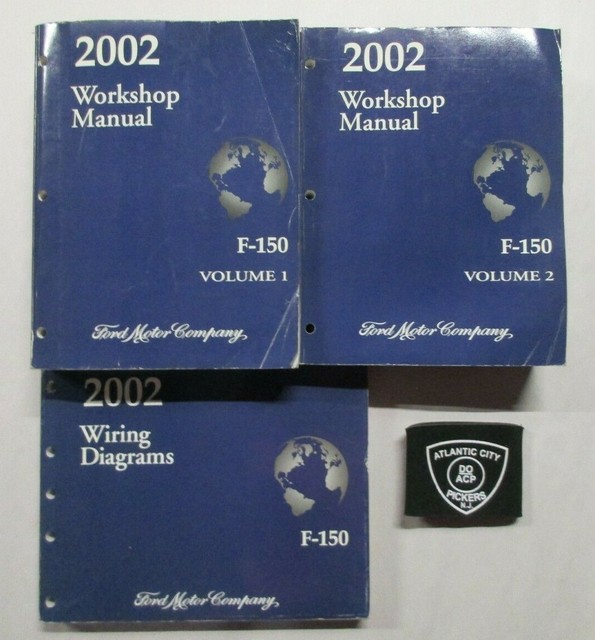 2002
Workshop
Manual
F-150
VOLUME 1
Ford Motor Company,
2002
Workshop
Manual
F-150
VOLUME 2
Ford Motor Company,
2002
Wiring
Diagrams
F-150
Ford Motor Company,
ATLANTIC CITY
DO
ACP
PICKERS
N.J.